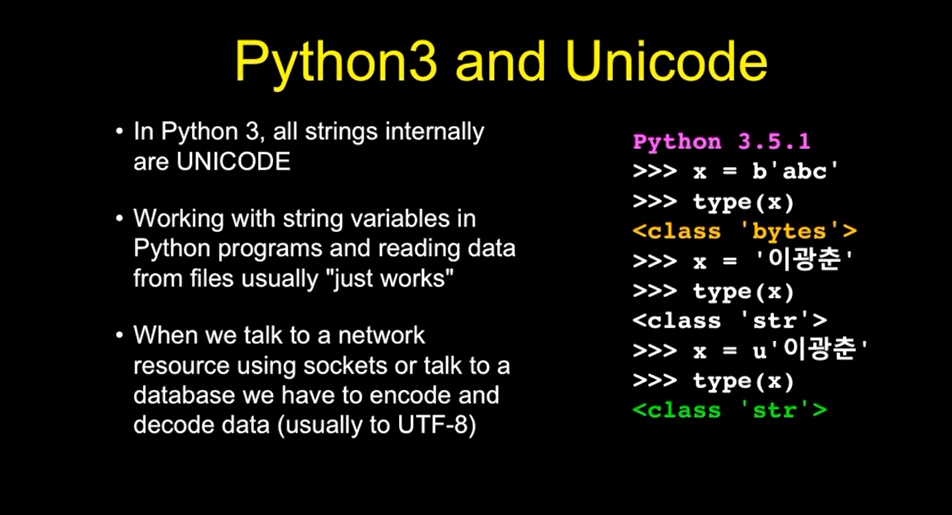 Python3 and Unicode
• In Python 3, all strings internally
are UNICODE
• Working with string variables in
Python programs and reading data
from files usually "just works"
• When we talk to a network
resource using sockets or talk to a
database we have to encode and
decode data (usually to UTF-8)
Python 3.5.1
>>> x = b'abc'
>>> type(x)
<class 'bytes'>
>>> x = '이광춘'
>>> type(x)
<class 'str'>
>>> x = u'이광춘'
>>> type(x)
<class 'str'>